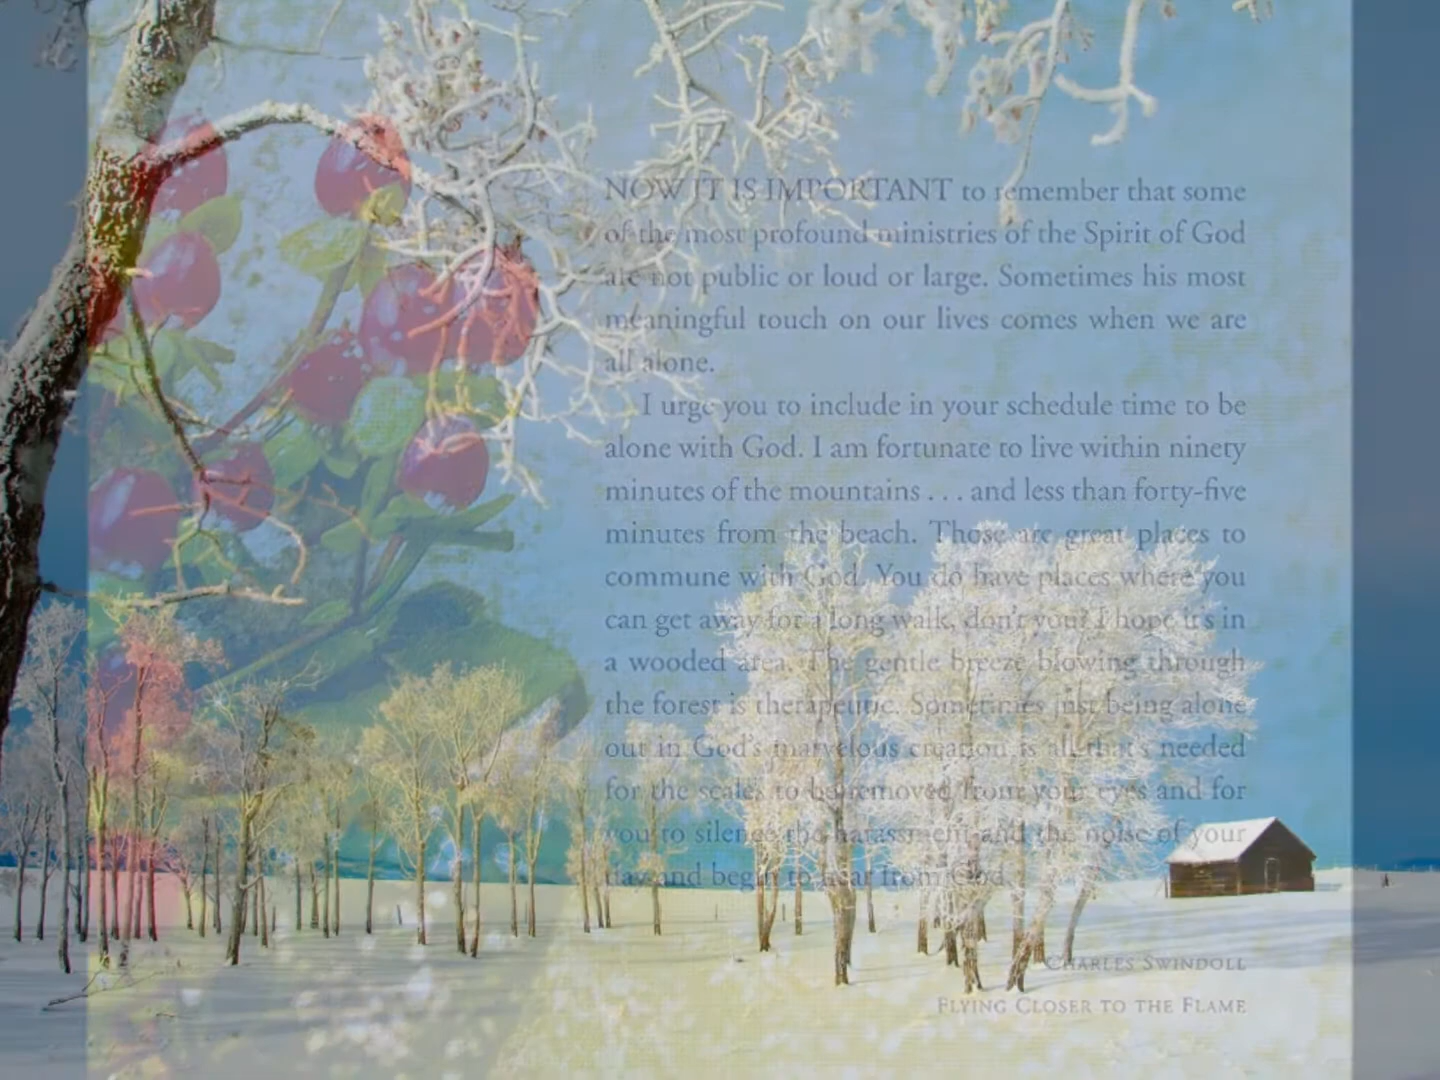 NOW IT IS IMPORTANT to remember that some
of the most profound ministries of the Spirit of God
are not public or loud or large. Sometimes his most
meaningful touch on our lives comes when we are
all alone.
I urge you to include in your schedule time to be
alone with God. I am fortunate to live within ninety
minutes of the mountains . . . and less than forty-five
minutes from the beach. Those are great places to
commune with God. You do have places where you
can get away for a long walk, don't you? I hope it's in
a wooded area. The gentle breeze blowing through
the forest is therapeutic. Sometimes just being alone
out in God's marvelous creation is all that's needed
for the scales to be removed from your eyes and for
you to silence the harassment and the noise of your
day and begin to hear from God.
CHARLES SWINDOLL
FLYING CLOSER TO THE FLAME